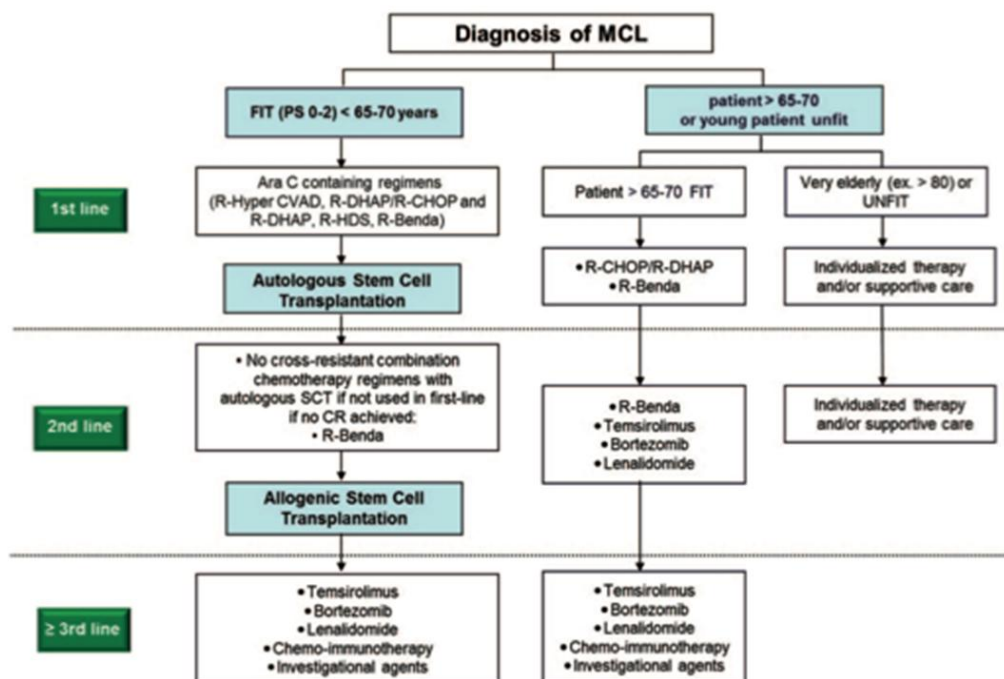 Diagnosis of MCL
FIT (PS 0-2) < 65-70 years
patient > 65-70
or young patient unfit
1st line
Ara C containing regimens
(R-Hyper CVAD, R-DHAP/R-CHOP and
R-DHAP, R-HDS, R-Benda)
Patient > 65-70 FIT
Very elderly (ex. > 80) or
UNFIT
Autologous Stem Cell
Transplantation
•R-CHOP/R-DHAP
•R-Benda
Individualized therapy
and/or supportive care
2nd line
• No cross-resistant combination
chemotherapy regimens with
autologous SCT if not used in first-line
if no CR achieved:
• R-Benda
•R-Benda
•Temsirolimus
•Bortezomib
•Lenalidomide
Individualized therapy
and/or supportive care
Allogenic Stem Cell
Transplantation
≥ 3rd line
•Temsirolimus
•Bortezomib
•Lenalidomide
•Chemo-immunotherapy
•Investigational agents
•Temsirolimus
•Bortezomib
•Lenalidomide
•Chemo-immunotherapy
•Investigational agents